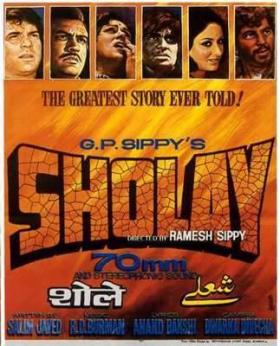 THE GREATEST STORY EVER TOLD!
G.P. SIPPY'S
SHOLAY
DIRECTED BY RAMESH SIPPY
70mm
AND STEREOPHONIC SOUND
शोले شعلے
SALIM JAVED R.D.BURMAN ANAND BAKSHI DWARKA DIVECHA